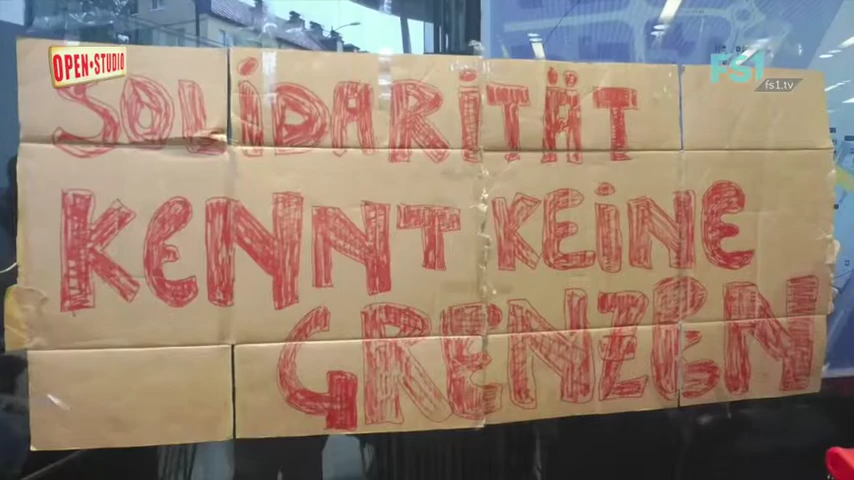 OPEN-STUDIO
FS1
fs1.tv
SOLiDARiTÄT
KENNT KEiNE
GRENZEN